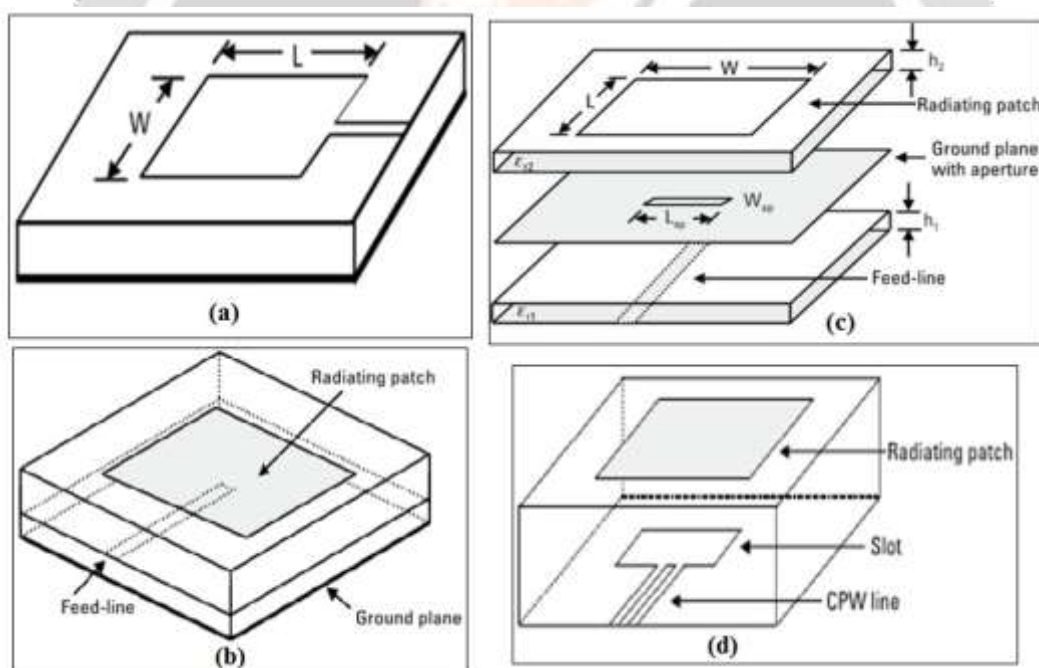 L
W
(a)
W
L
h₂
Radiating patch
Ground plane
with aperture
εr2
Wap
Lap
h₁
Feed-line
εr1
(c)
Radiating patch
Feed-line
Ground plane
(b)
Radiating patch
Slot
CPW line
(d)